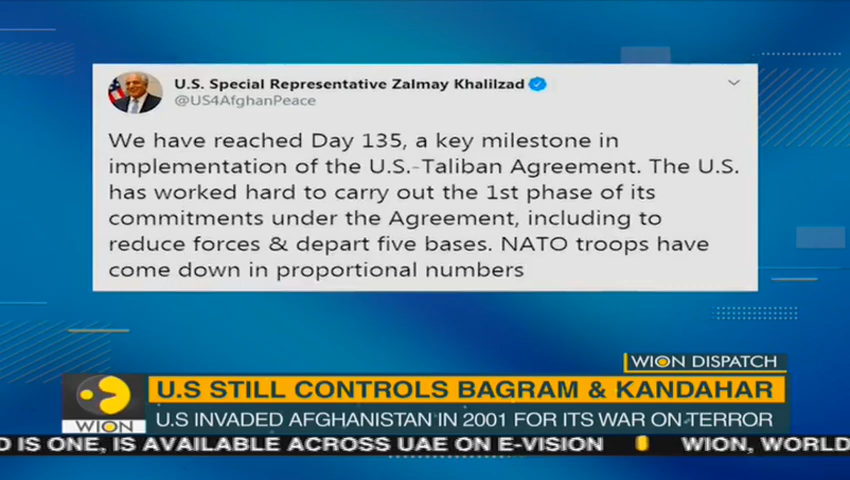 U.S. Special Representative Zalmay Khalilzad
@US4AfghanPeace
We have reached Day 135, a key milestone in
implementation of the U.S.-Taliban Agreement. The U.S.
has worked hard to carry out the 1st phase of its
commitments under the Agreement, including to
reduce forces & depart five bases. NATO troops have
come down in proportional numbers
WION DISPATCH
U.S STILL CONTROLS BAGRAM & KANDAHAR
U.S INVADED AFGHANISTAN IN 2001 FOR ITS WAR ON TERROR
WION
D IS ONE, IS AVAILABLE ACROSS UAE ON E-VISION WION, WORLD